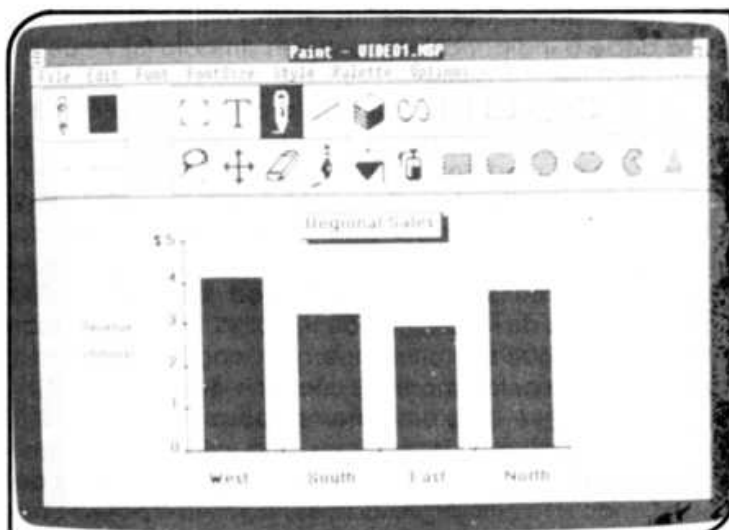 Paint - VIDEO1.MSP
File Edit Font FontSize Style Palette Options
T
Regional Sales
$5
4
3
2
1
0
Revenue
West South East North